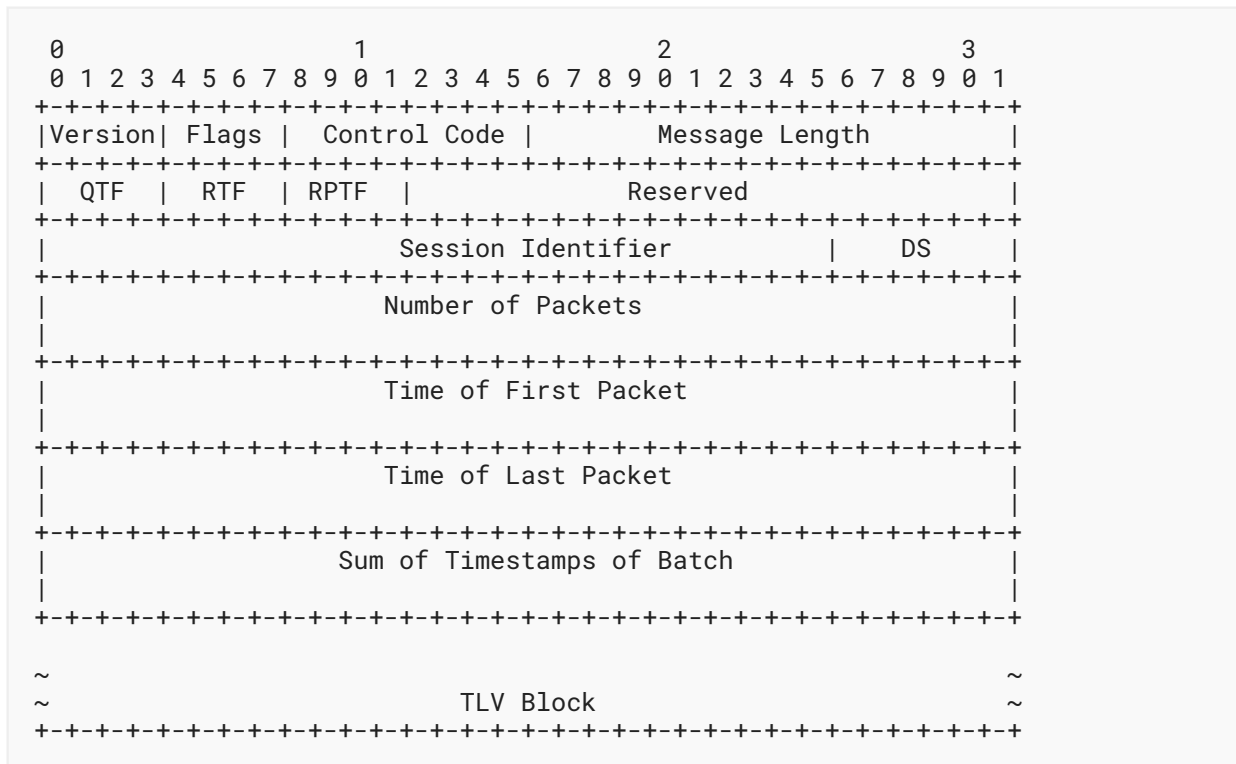 0                   1                   2                   3
 0 1 2 3 4 5 6 7 8 9 0 1 2 3 4 5 6 7 8 9 0 1 2 3 4 5 6 7 8 9 0 1
+-+-+-+-+-+-+-+-+-+-+-+-+-+-+-+-+-+-+-+-+-+-+-+-+-+-+-+-+-+-+-+-+
|Version| Flags |  Control Code |        Message Length         |
+-+-+-+-+-+-+-+-+-+-+-+-+-+-+-+-+-+-+-+-+-+-+-+-+-+-+-+-+-+-+-+-+
|  QTF  |  RTF  | RPTF  |              Reserved                 |
+-+-+-+-+-+-+-+-+-+-+-+-+-+-+-+-+-+-+-+-+-+-+-+-+-+-+-+-+-+-+-+-+
|                       Session Identifier          |    DS     |
+-+-+-+-+-+-+-+-+-+-+-+-+-+-+-+-+-+-+-+-+-+-+-+-+-+-+-+-+-+-+-+-+
|                      Number of Packets                        |
|                                                               |
+-+-+-+-+-+-+-+-+-+-+-+-+-+-+-+-+-+-+-+-+-+-+-+-+-+-+-+-+-+-+-+-+
|                      Time of First Packet                     |
|                                                               |
+-+-+-+-+-+-+-+-+-+-+-+-+-+-+-+-+-+-+-+-+-+-+-+-+-+-+-+-+-+-+-+-+
|                      Time of Last Packet                      |
|                                                               |
+-+-+-+-+-+-+-+-+-+-+-+-+-+-+-+-+-+-+-+-+-+-+-+-+-+-+-+-+-+-+-+-+
|                   Sum of Timestamps of Batch                  |
|                                                               |
+-+-+-+-+-+-+-+-+-+-+-+-+-+-+-+-+-+-+-+-+-+-+-+-+-+-+-+-+-+-+-+-+

~                                                               ~
~                           TLV Block                           ~
+-+-+-+-+-+-+-+-+-+-+-+-+-+-+-+-+-+-+-+-+-+-+-+-+-+-+-+-+-+-+-+-+